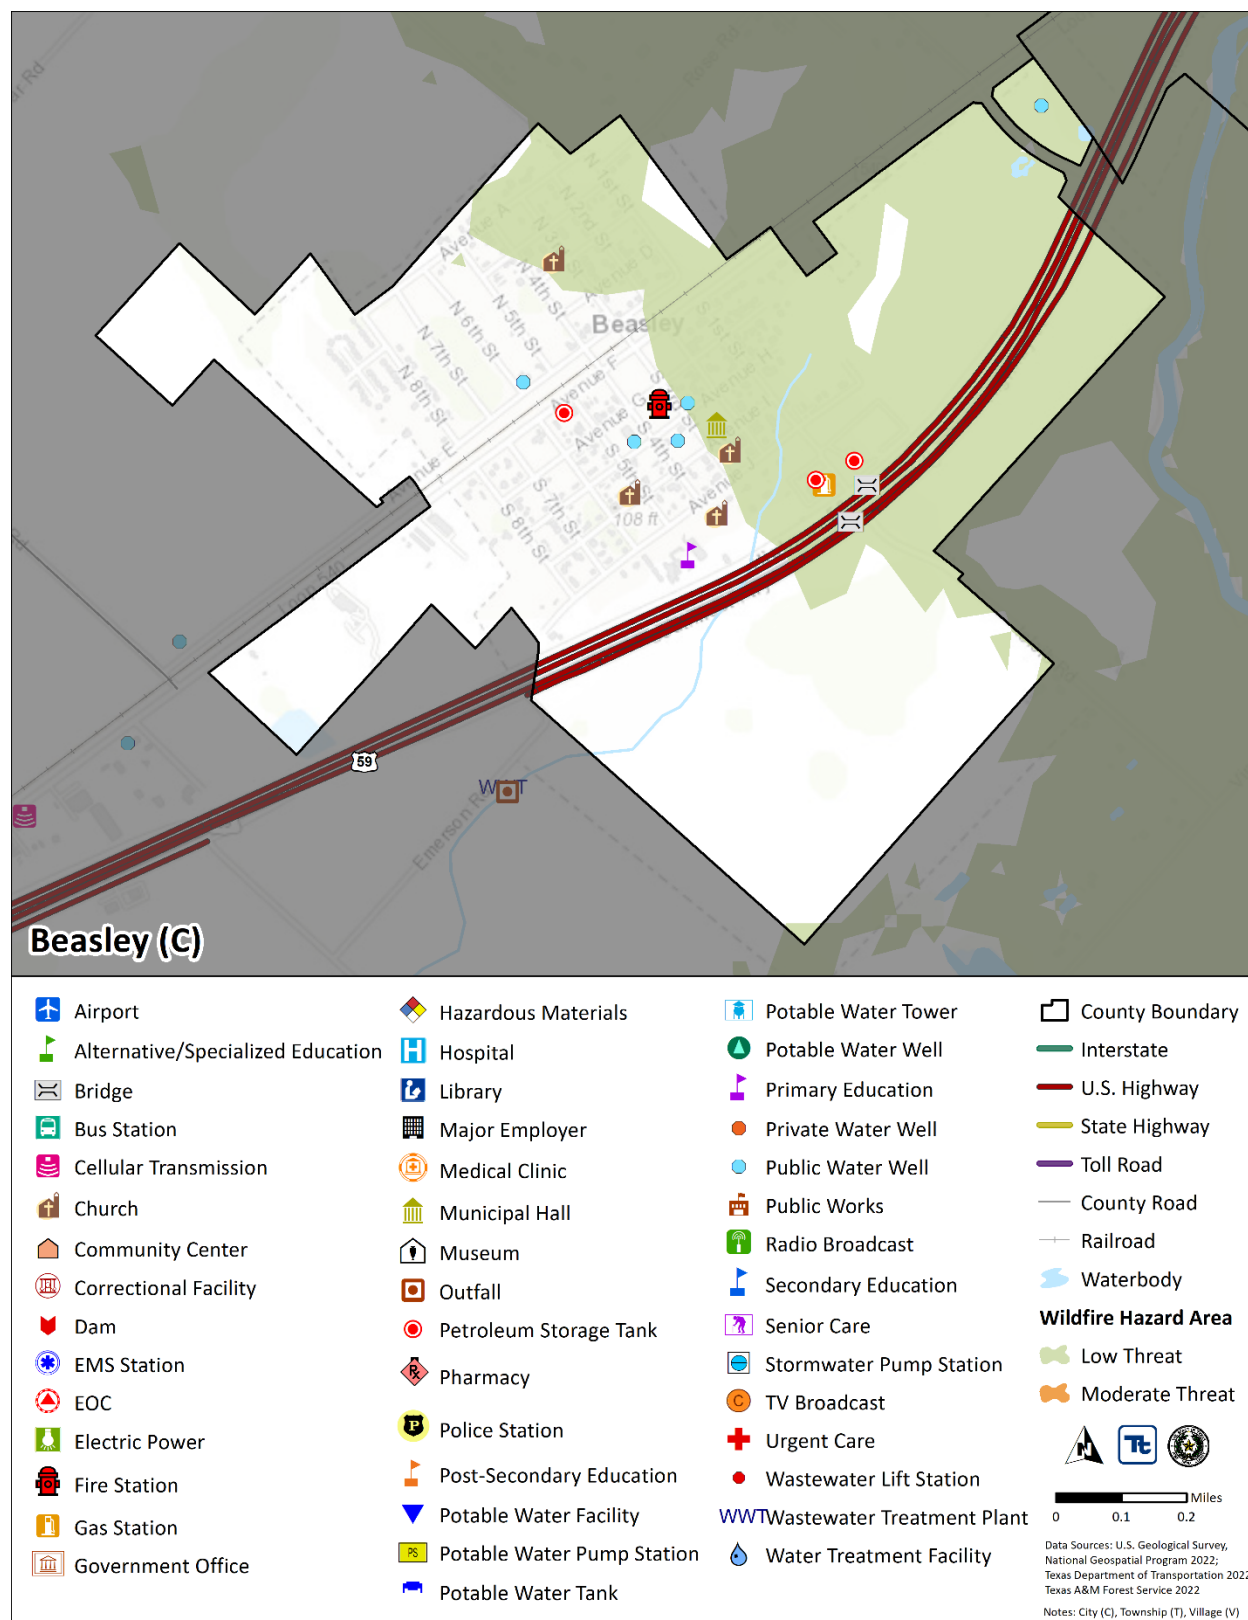 Rose Rd
N 1st St
N 2nd St
Avenue A
N 4th St
N 5th St
N 6th St
N 7th St
N 8th St
Beasley
S 1st St
Avenue F
Avenue G
Avenue E
S 4th St
S 5th St
S 7th St
S 8th St
Avenue J
108 ft
Loop 540
59
WWT
Emerson Rd
Beasley (C)
Airport
Alternative/Specialized Education
Bridge
Bus Station
Cellular Transmission
Church
Community Center
Correctional Facility
Dam
EMS Station
EOC
Electric Power
Fire Station
Gas Station
Government Office
Hazardous Materials
H Hospital
Library
Major Employer
Medical Clinic
Municipal Hall
Museum
Outfall
Petroleum Storage Tank
Rx Pharmacy
P Police Station
Post-Secondary Education
Potable Water Facility
PS Potable Water Pump Station
Potable Water Tank
Potable Water Tower
Potable Water Well
Primary Education
Private Water Well
Public Water Well
Public Works
Radio Broadcast
Secondary Education
Senior Care
Stormwater Pump Station
C TV Broadcast
Urgent Care
Wastewater Lift Station
WWT Wastewater Treatment Plant
Water Treatment Facility
County Boundary
Interstate
U.S. Highway
State Highway
Toll Road
County Road
Railroad
Waterbody
Wildfire Hazard Area
Low Threat
Moderate Threat
N Tt
Miles
0 0.1 0.2
Data Sources: U.S. Geological Survey,
National Geospatial Program 2022;
Texas Department of Transportation 2022
Texas A&M Forest Service 2022
Notes: City (C), Township (T), Village (V)